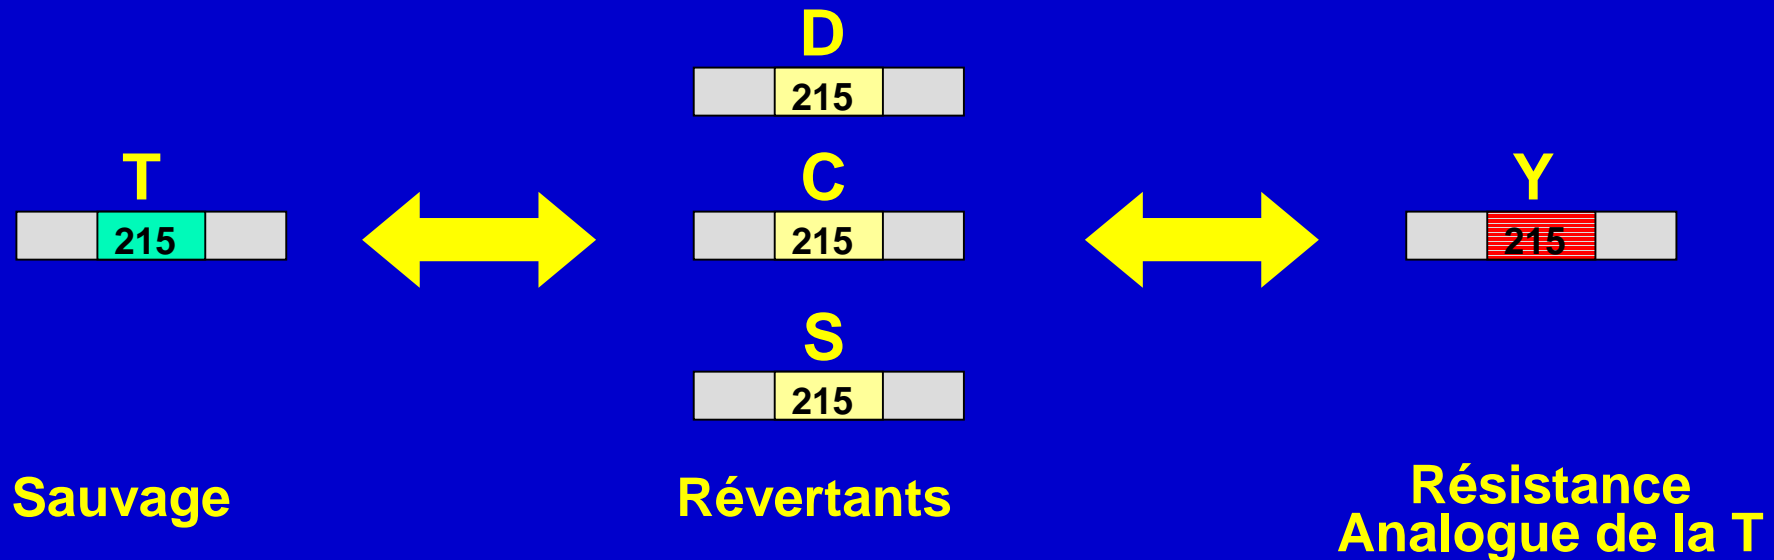 D
215
T
215
C
215
Y
215
S
215
Sauvage
Révertants
Résistance
Analogue de la T